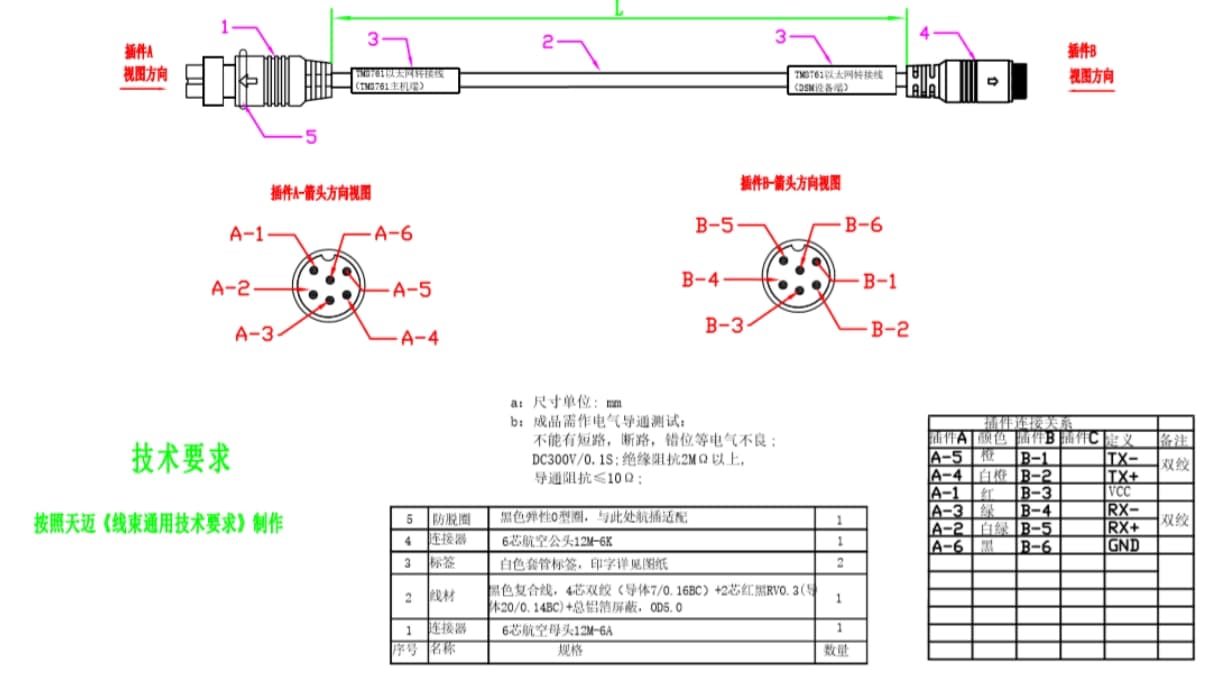 L
1
3
2
3
4
插件A
视图方向
插件B
视图方向
TMS761以太网转接线
(TMS761主机端)
TMS761以太网转接线
(DSM设备端)
5
插件A-箭头方向视图
插件B-箭头方向视图
A-1
A-6
A-2
A-5
A-3
A-4
B-5
B-6
B-4
B-1
B-3
B-2
a: 尺寸单位: mm
b: 成品需作电气导通测试;
不能有短路, 断路, 错位等电气不良;
DC300V/0.1S;绝缘阻抗2MΩ以上,
导通阻抗≤10Ω;
技术要求
按照天迈《线束通用技术要求》制作
5 防脱圈 黑色弹性O型圈, 与此处航插适配 1
4 连接器 6芯航空公头12M-6K 1
3 标签 白色套管标签, 印字详见图纸 2
2 线材 黑色复合线, 4芯双绞 (导体7/0.16BC) +2芯红黑RV0.3(导
体20/0.14BC)+总铝箔屏蔽, OD5.0 1
1 连接器 6芯航空母头12M-6A 1
序号 名称 规格 数量
插件连接关系
插件A 颜色 插件B 插件C 定义 备注
A-5 橙 B-1 TX- 双绞
A-4 白橙 B-2 TX+
A-1 红 B-3 VCC
A-3 绿 B-4 RX- 双绞
A-2 白绿 B-5 RX+
A-6 黑 B-6 GND